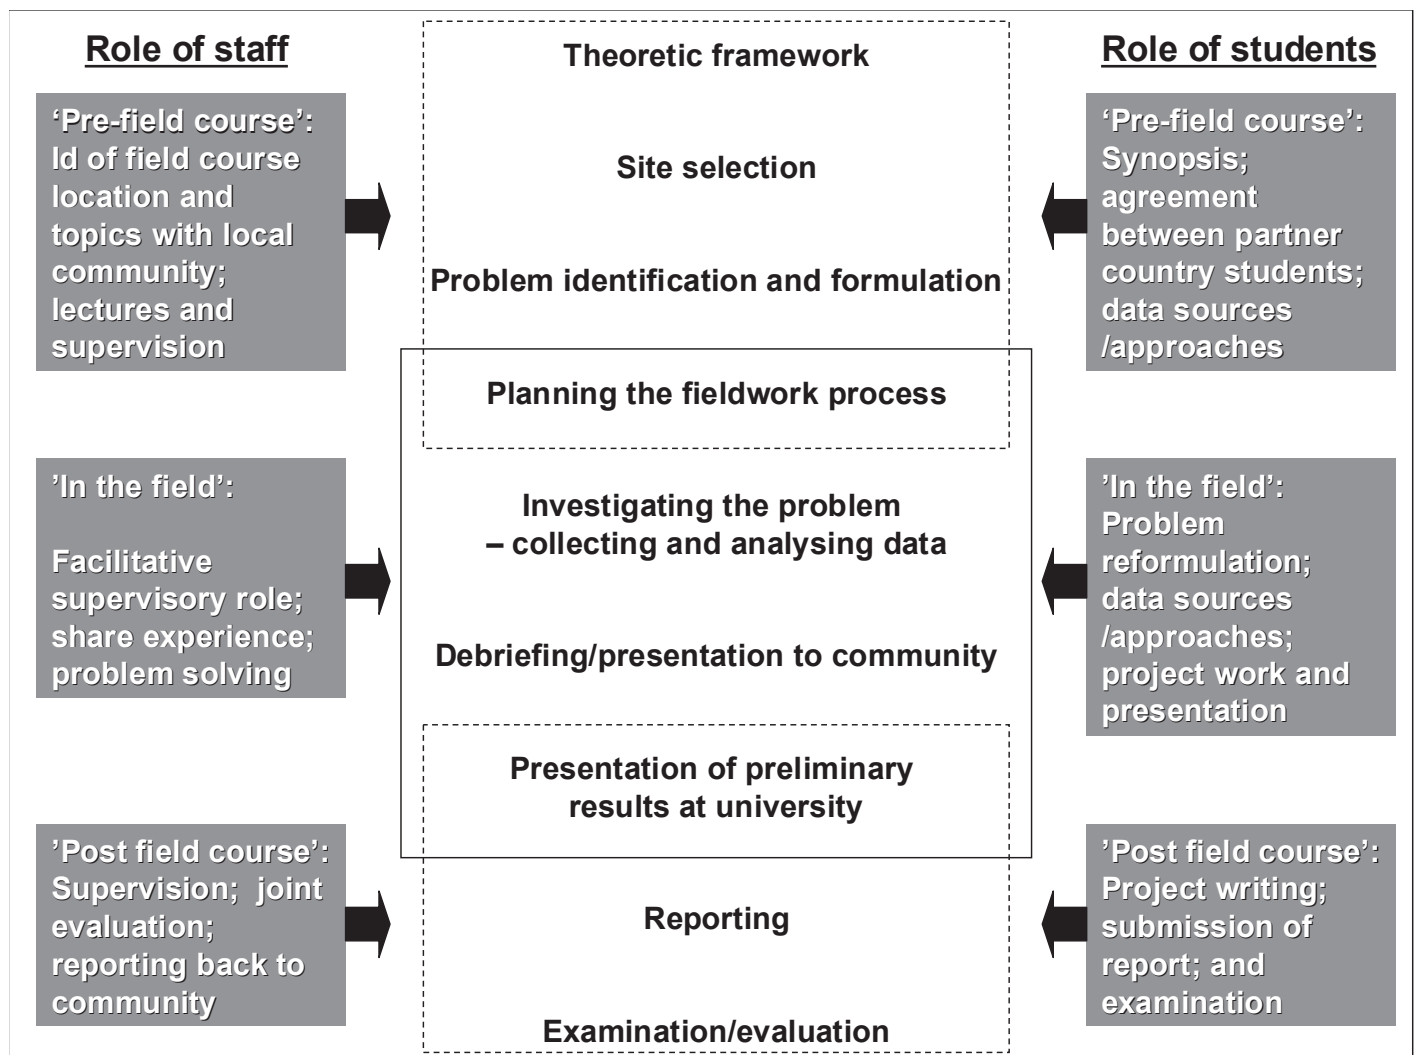 Role of staff
‘Pre-field course’:
Id of field course
location and
topics with local
community;
lectures and
supervision
’In the field’:
Facilitative
supervisory role;
share experience;
problem solving
’Post field course’:
Supervision;  joint
evaluation;
reporting back to
community
Theoretic framework
Site selection
Problem identification and formulation
Planning the fieldwork process
Investigating the problem
– collecting and analysing data
Debriefing/presentation to community
Presentation of preliminary
results at university
Reporting
Examination/evaluation
Role of students
‘Pre-field course’:
Synopsis;
agreement
between partner
country students;
data sources
/approaches
’In the field’:
Problem
reformulation;
data sources
/approaches;
project work and
presentation
’Post field course’:
Project writing;
submission of
report; and
examination